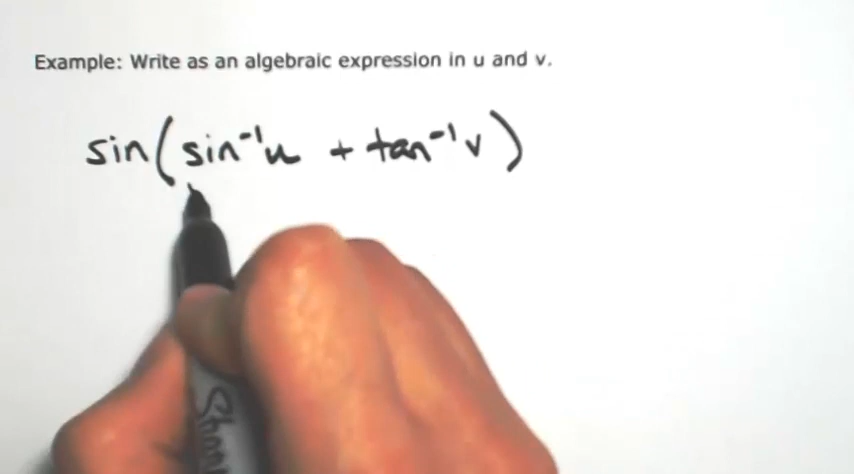 Example: Write as an algebraic expression in u and v.
sin(sin⁻¹u + tan⁻¹v)